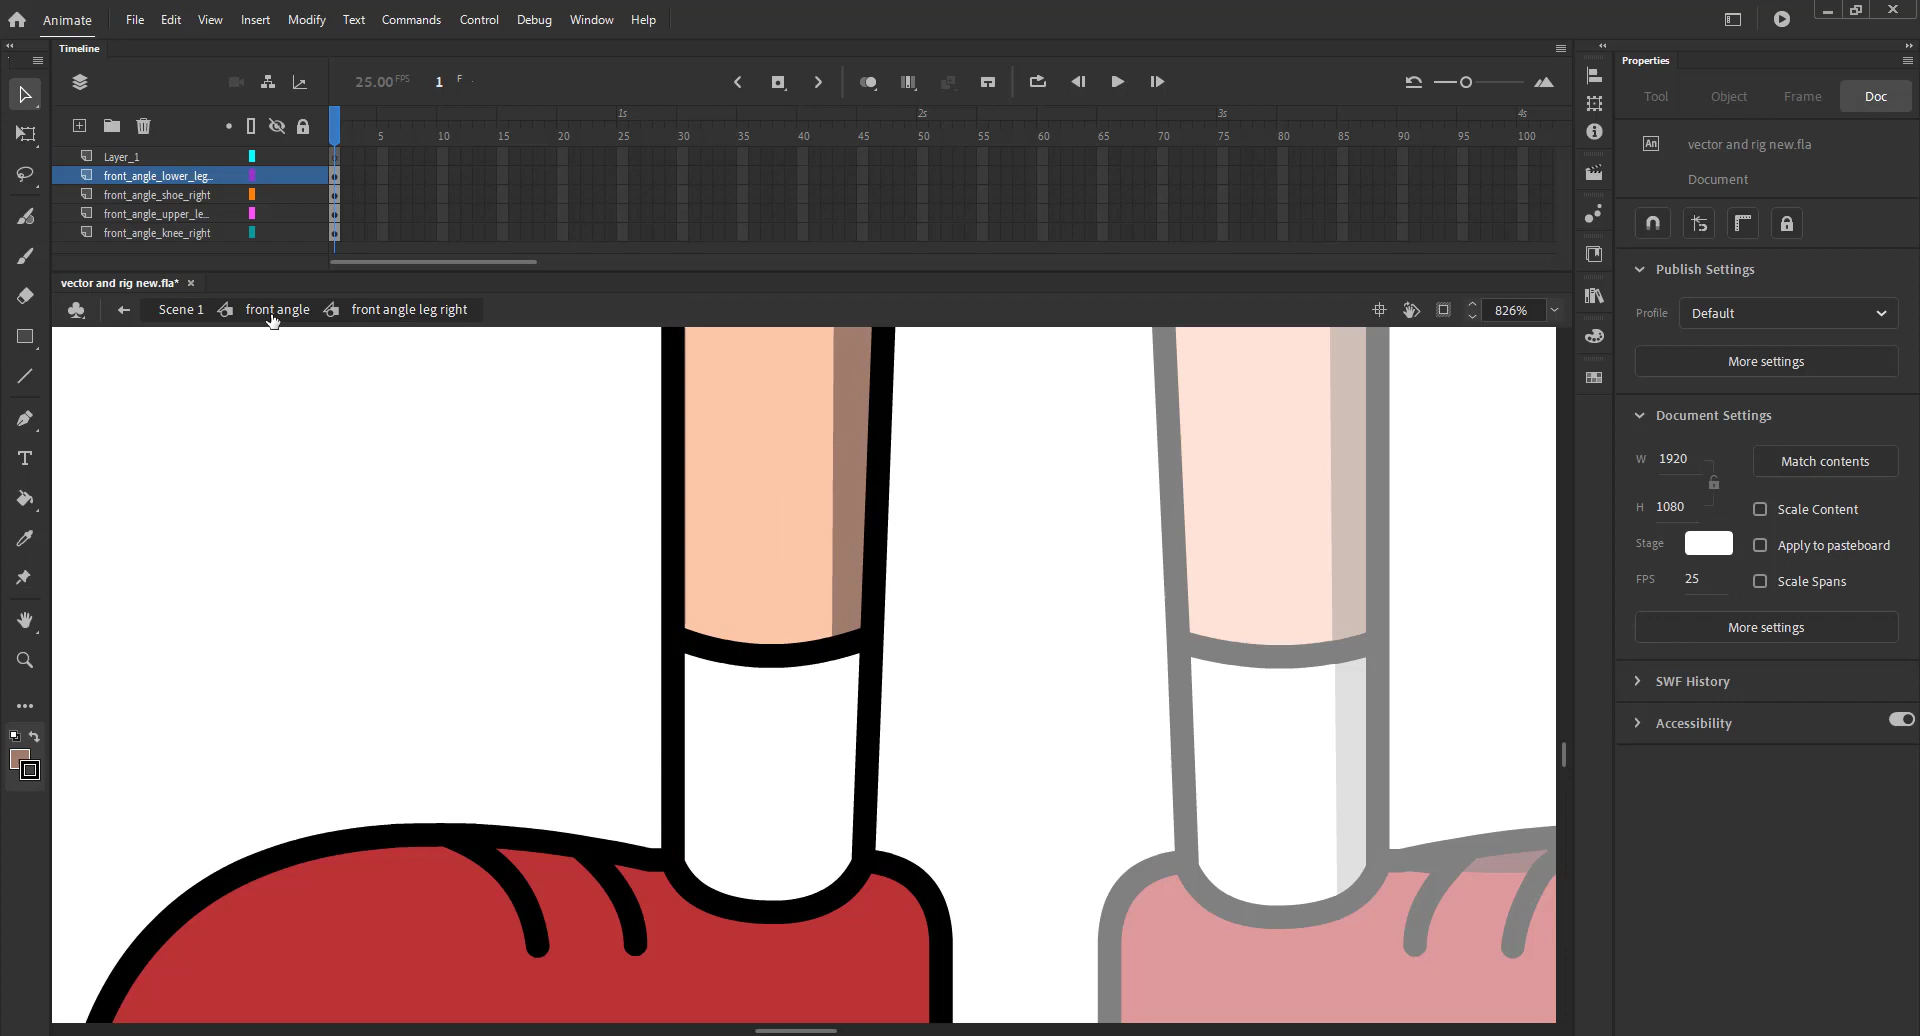 Animate File Edit View Insert Modify Text Commands Control Debug Window Help
Timeline
Properties
25.00 FPS 1 F
Tool Object Frame Doc
1s 2s 3s 4s
5 10 15 20 25 30 35 40 45 50 55 60 65 70 75 80 85 90 95 100
Layer_1
An vector and rig new.fla
front_angle_lower_leg...
Document
front_angle_shoe_right
front_angle_upper_le...
front_angle_knee_right
Publish Settings
vector and rig new.fla* ×
Scene 1 front angle front angle leg right 826%
Profile Default
More settings
Document Settings
W 1920 Match contents
H 1080 Scale Content
Stage Apply to pasteboard
FPS 25 Scale Spans
More settings
SWF History
Accessibility